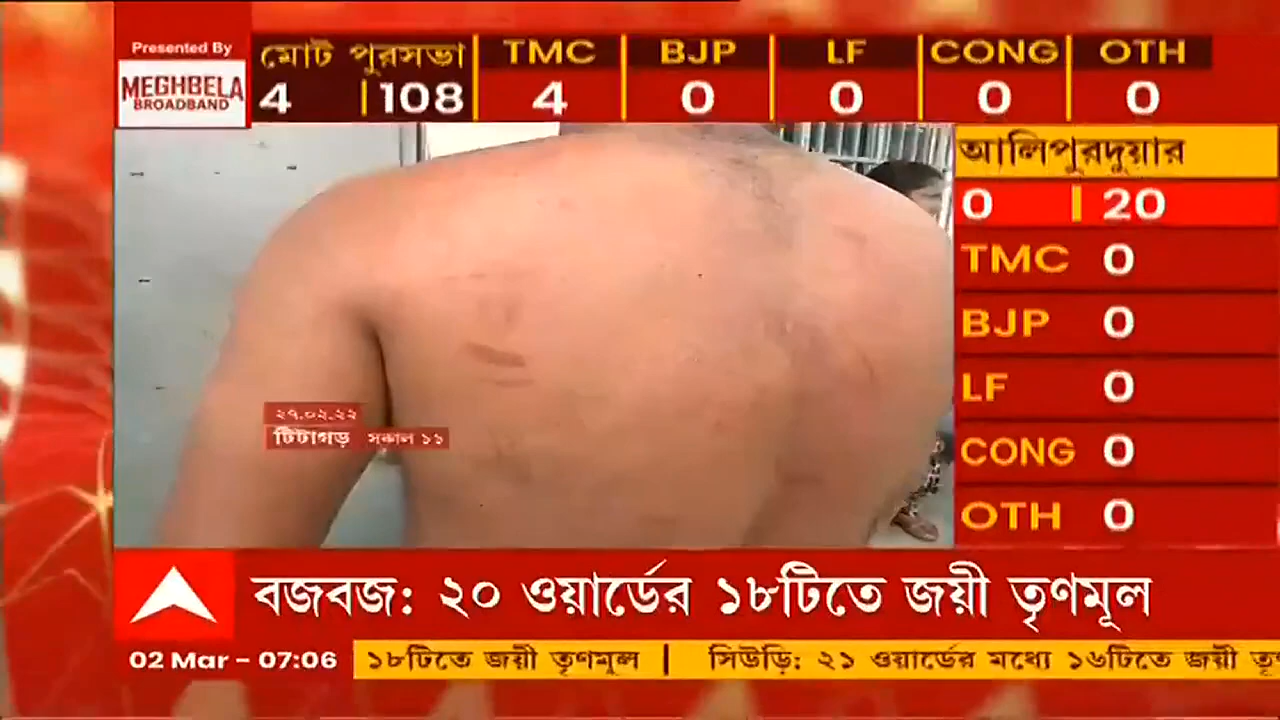 Presented By
MEGHBELA
BROADBAND
মোট পুরসভা TMC BJP LF CONG OTH
4 108 4 0 0 0 0
আলিপুরদুয়ার
0 20
TMC 0
BJP 0
LF 0
CONG 0
OTH 0
২৭.০২.২২
টিটাগড় সকাল ১১
বজবজ: ২০ ওয়ার্ডের ১৮টিতে জয়ী তৃণমূল
02 Mar - 07:06 ১৮টিতে জয়ী তৃণমূল | সিউড়ি: ২১ ওয়ার্ডের মধ্যে ১৬টিতে জয়ী